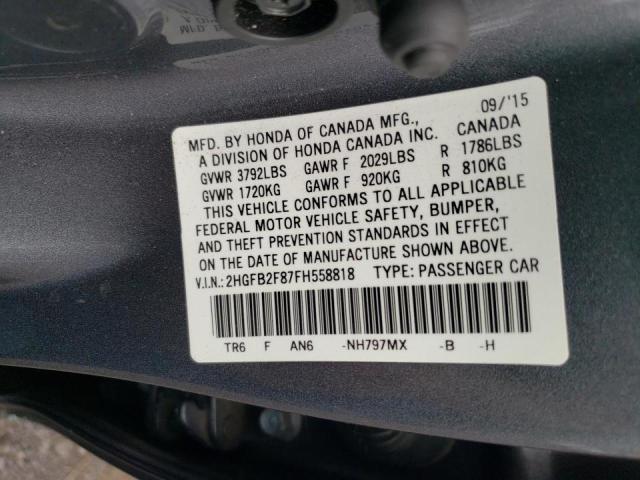 09/'15
MFD. BY HONDA OF CANADA MFG.,
A DIVISION OF HONDA CANADA INC. CANADA
GVWR 3792LBS GAWR F 2029LBS R 1786LBS
GVWR 1720KG GAWR F 920KG R 810KG
THIS VEHICLE CONFORMS TO ALL APPLICABLE
FEDERAL MOTOR VEHICLE SAFETY, BUMPER,
AND THEFT PREVENTION STANDARDS IN EFFECT
ON THE DATE OF MANUFACTURE SHOWN ABOVE.
V.I.N.: 2HGFB2F87FH558818 TYPE: PASSENGER CAR
TR6 F AN6 -NH797MX -B -H